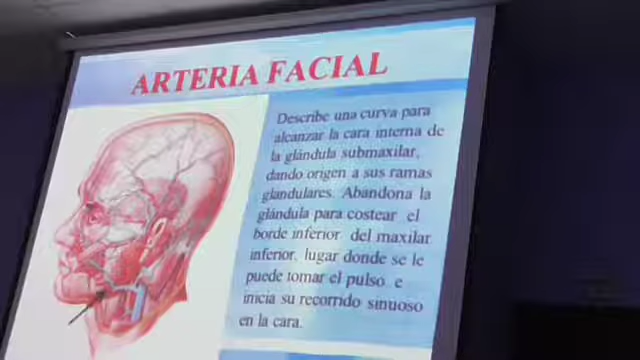 ARTERIA FACIAL
Describe una curva para
alcanzar la cara interna de
la glándula submaxilar,
dando origen a sus ramas
glandulares. Abandona la
glándula para costear el
borde inferior del maxilar
inferior, lugar donde se le
puede tomar el pulso e
inicia su recorrido sinuoso
en la cara.